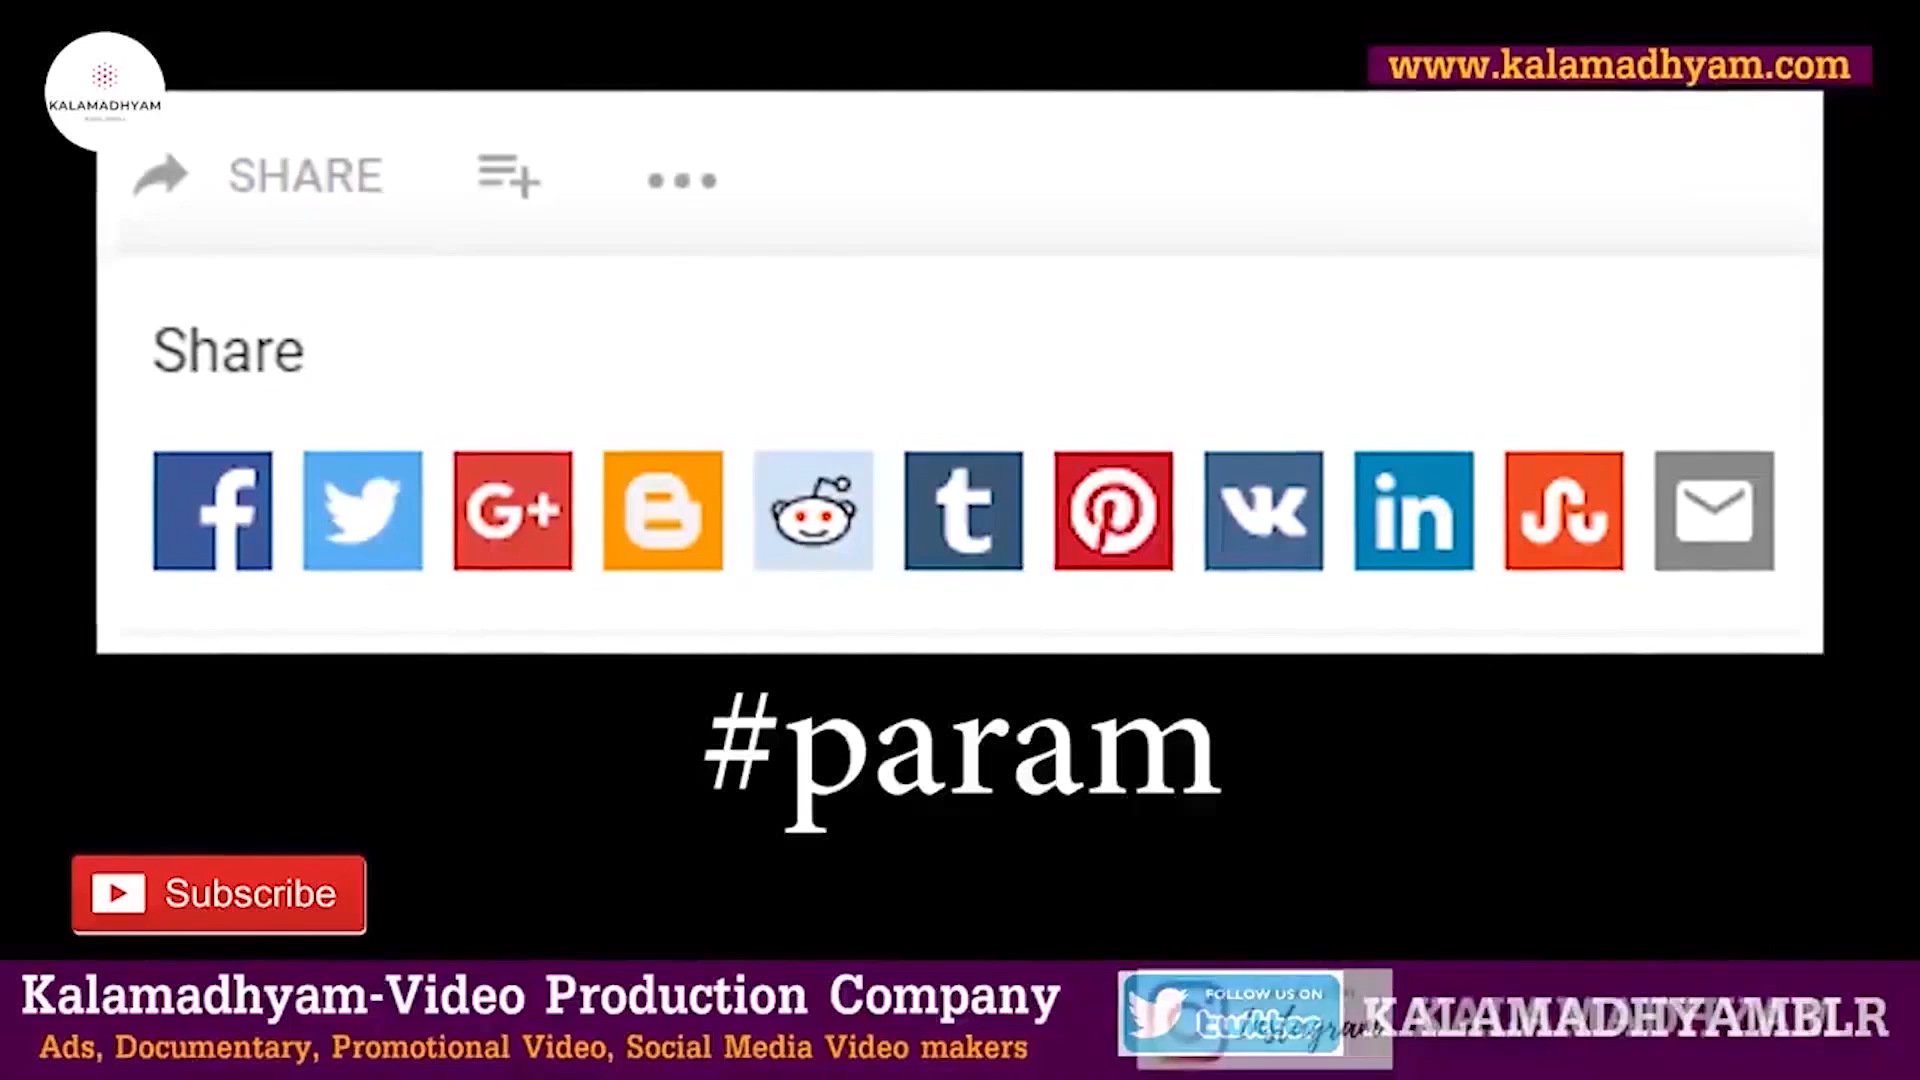 www.kalamadhyam.com
KALAMADHYAM
SHARE
Share
#param
Subscribe
Kalamadhyam-Video Production Company
Ads, Documentary, Promotional Video, Social Media Video makers
FOLLOW US ON
twitter
KALAMADHYAMBLR